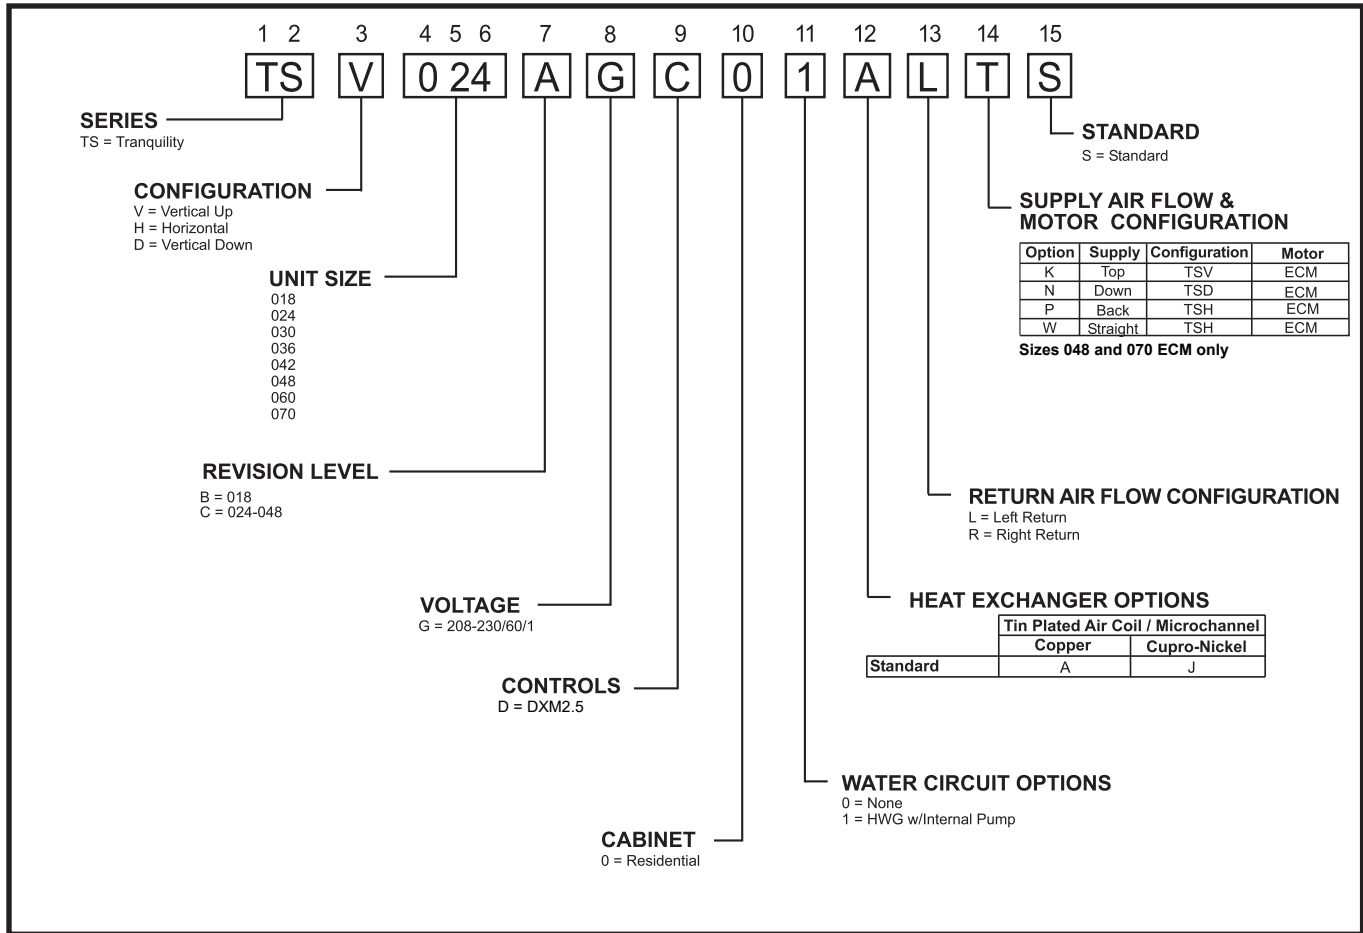 1 2 3 4 5 6 7 8 9 10 11 12 13 14 15
TS V 0 24 A G C 0 1 A L T S
SERIES
TS = Tranquility
CONFIGURATION
V = Vertical Up
H = Horizontal
D = Vertical Down
UNIT SIZE
018
024
030
036
042
048
060
070
REVISION LEVEL
B = 018
C = 024-048
VOLTAGE
G = 208-230/60/1
CONTROLS
D = DXM2.5
CABINET
0 = Residential
WATER CIRCUIT OPTIONS
0 = None
1 = HWG w/Internal Pump
HEAT EXCHANGER OPTIONS
Tin Plated Air Coil / Microchannel
Copper Cupro-Nickel
Standard A J
RETURN AIR FLOW CONFIGURATION
L = Left Return
R = Right Return
SUPPLY AIR FLOW &
MOTOR CONFIGURATION
Option Supply Configuration Motor
K Top TSV ECM
N Down TSD ECM
P Back TSH ECM
W Straight TSH ECM
Sizes 048 and 070 ECM only
STANDARD
S = Standard